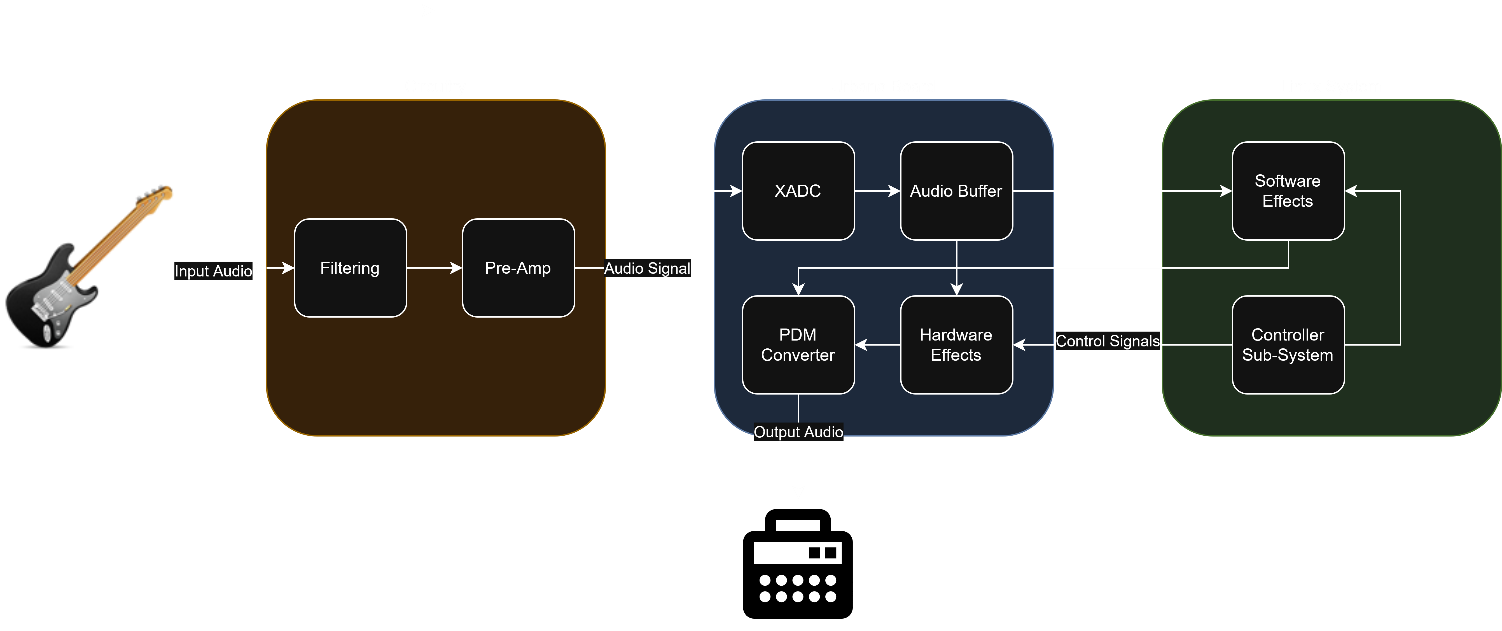 Input Audio
Filtering
Pre-Amp
Audio Signal
XADC
Audio Buffer
PDM
Converter
Hardware
Effects
Output Audio
Control Signals
Software
Effects
Controller
Sub-System